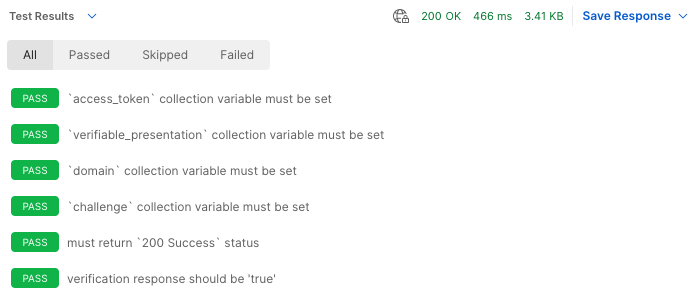 Test Results 200 OK 466 ms 3.41 KB Save Response
All Passed Skipped Failed
PASS `access_token` collection variable must be set
PASS `verifiable_presentation` collection variable must be set
PASS `domain` collection variable must be set
PASS `challenge` collection variable must be set
PASS must return `200 Success` status
PASS verification response should be 'true'